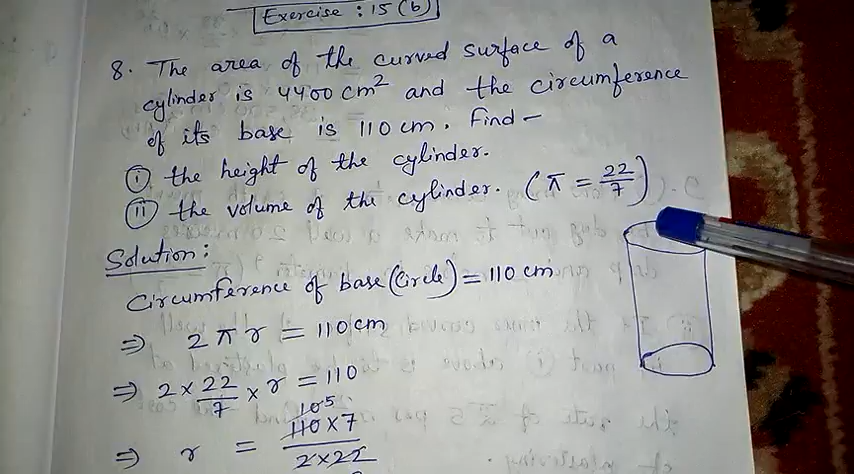 Exercise : 15 (b)
8. The area of the curved surface of a
cylinder is 4400 cm² and the circumference
of its base is 110 cm. Find —
(i) the height of the cylinder.
(ii) the volume of the cylinder. (π = 22/7)
Solution :
Circumference of base (Circle) = 110 cm
⇒ 2πr = 110 cm
⇒ 2 × 22/7 × r = 110
⇒ r = 110 × 7 / 2 × 22